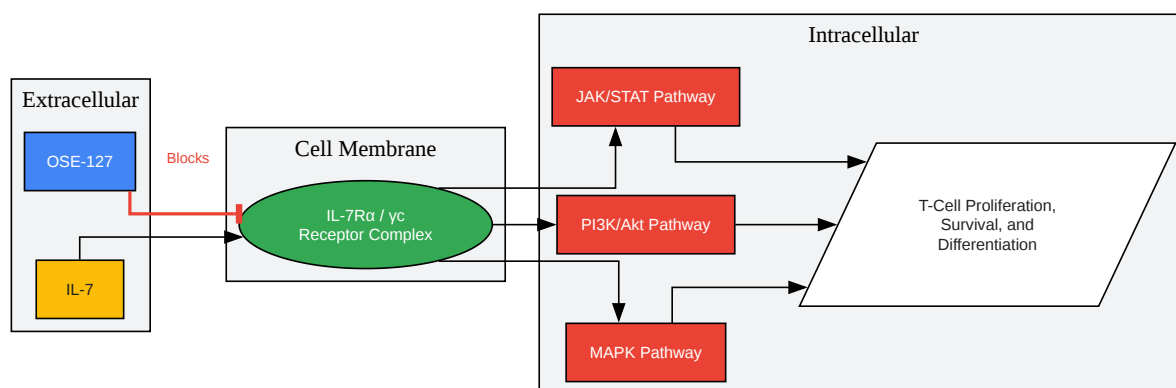 Extracellular
OSE-127
IL-7
Blocks
Cell Membrane
IL-7Rα / γc
Receptor Complex
Intracellular
JAK/STAT Pathway
PI3K/Akt Pathway
MAPK Pathway
T-Cell Proliferation,
Survival, and
Differentiation